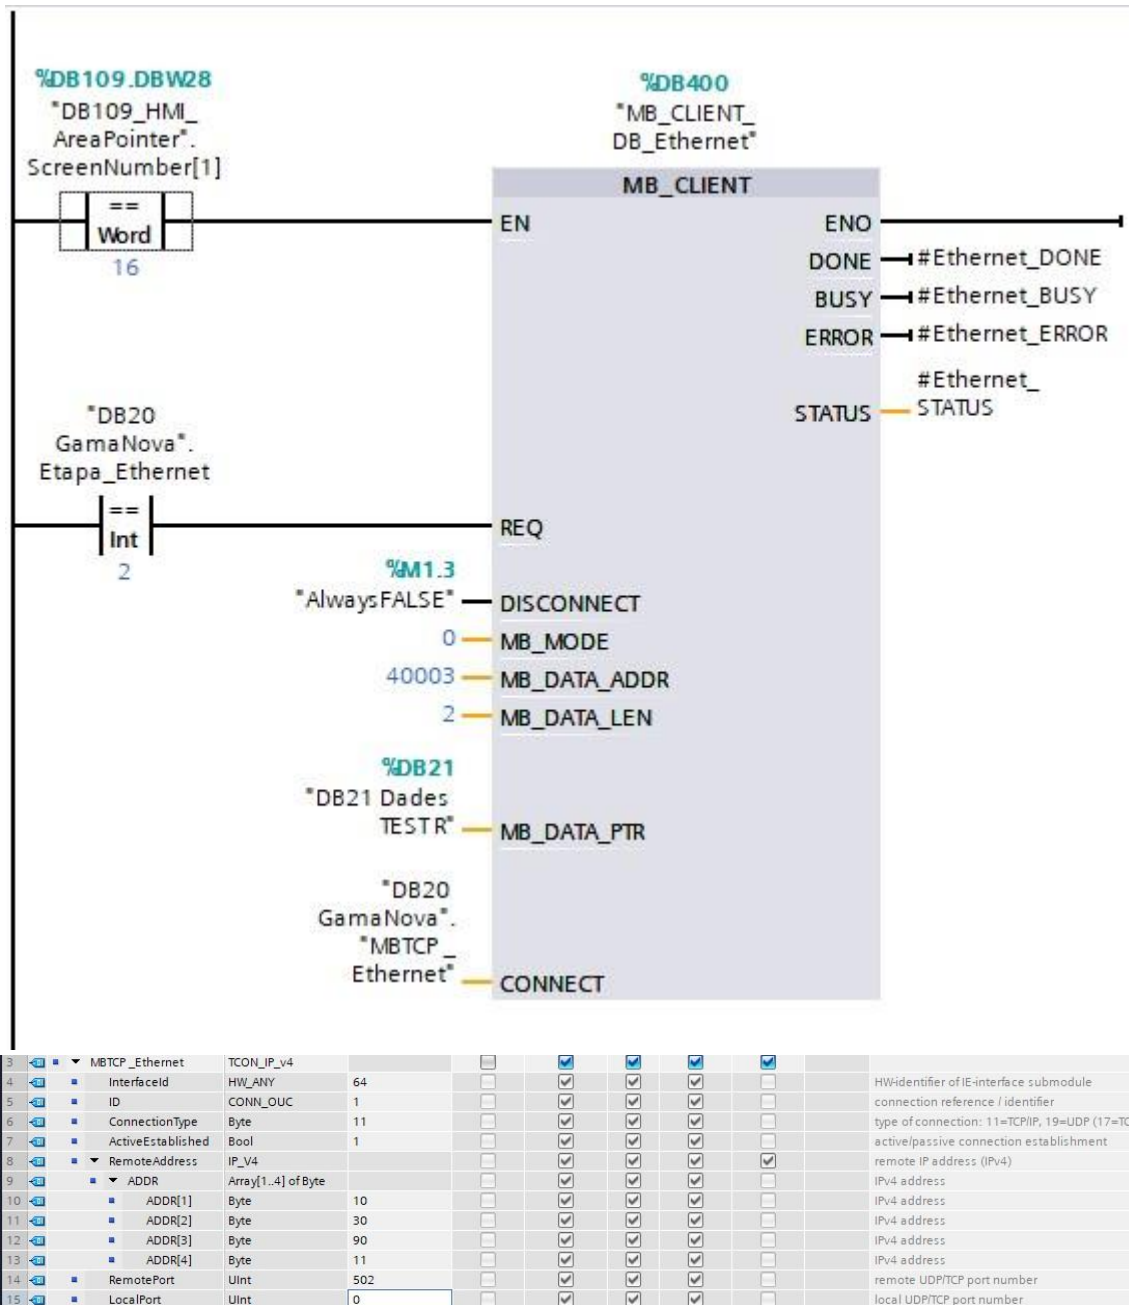 %DB109.DBW28
"DB109_HMI_
AreaPointer".
ScreenNumber[1]
==
Word
16
%DB400
"MB_CLIENT_
DB_Ethernet"
MB_CLIENT
EN
ENO
DONE
#Ethernet_DONE
BUSY
#Ethernet_BUSY
ERROR
#Ethernet_ERROR
#Ethernet_
STATUS
STATUS
"DB20
GamaNova".
Etapa_Ethernet
==
Int
2
REQ
%M1.3
"AlwaysFALSE"
DISCONNECT
0
MB_MODE
40003
MB_DATA_ADDR
2
MB_DATA_LEN
%DB21
"DB21 Dades
TESTR"
MB_DATA_PTR
"DB20
GamaNova".
"MBTCP_
Ethernet"
CONNECT
3 MBTCP_Ethernet TCON_IP_v4
4 InterfaceId HW_ANY 64 HW-identifier of IE-interface submodule
5 ID CONN_OUC 1 connection reference / identifier
6 ConnectionType Byte 11 type of connection: 11=TCP/IP, 19=UDP (17=TC
7 ActiveEstablished Bool 1 active/passive connection establishment
8 RemoteAddress IP_V4 remote IP address (IPv4)
9 ADDR Array[1..4] of Byte IPv4 address
10 ADDR[1] Byte 10 IPv4 address
11 ADDR[2] Byte 30 IPv4 address
12 ADDR[3] Byte 90 IPv4 address
13 ADDR[4] Byte 11 IPv4 address
14 RemotePort UInt 502 remote UDP/TCP port number
15 LocalPort UInt 0 local UDP/TCP port number